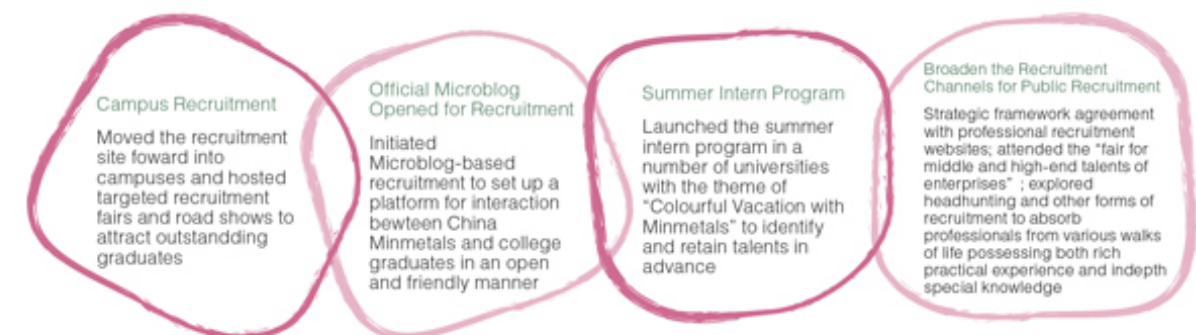 Campus Recruitment
Moved the recruitment
site foward into
campuses and hosted
targeted recruitment
fairs and road shows to
attract outstandding
graduates
Official Microblog
Opened for Recruitment
Initiated
Microblog-based
recruitment to set up a
platform for interaction
bewteen China
Minmetals and college
graduates in an open
and friendly manner
Summer Intern Program
Launched the summer
intern program in a
number of universities
with the theme of
“Colourful Vacation with
Minmetals” to identify
and retain talents in
advance
Broaden the Recruitment
Channels for Public Recruitment
Strategic framework agreement
with professional recruitment
websites; attended the “fair for
middle and high-end talents of
enterprises” ; explored
headhunting and other forms of
recruitment to absorb
professionals from various walks
of life possessing both rich
practical experience and indepth
special knowledge